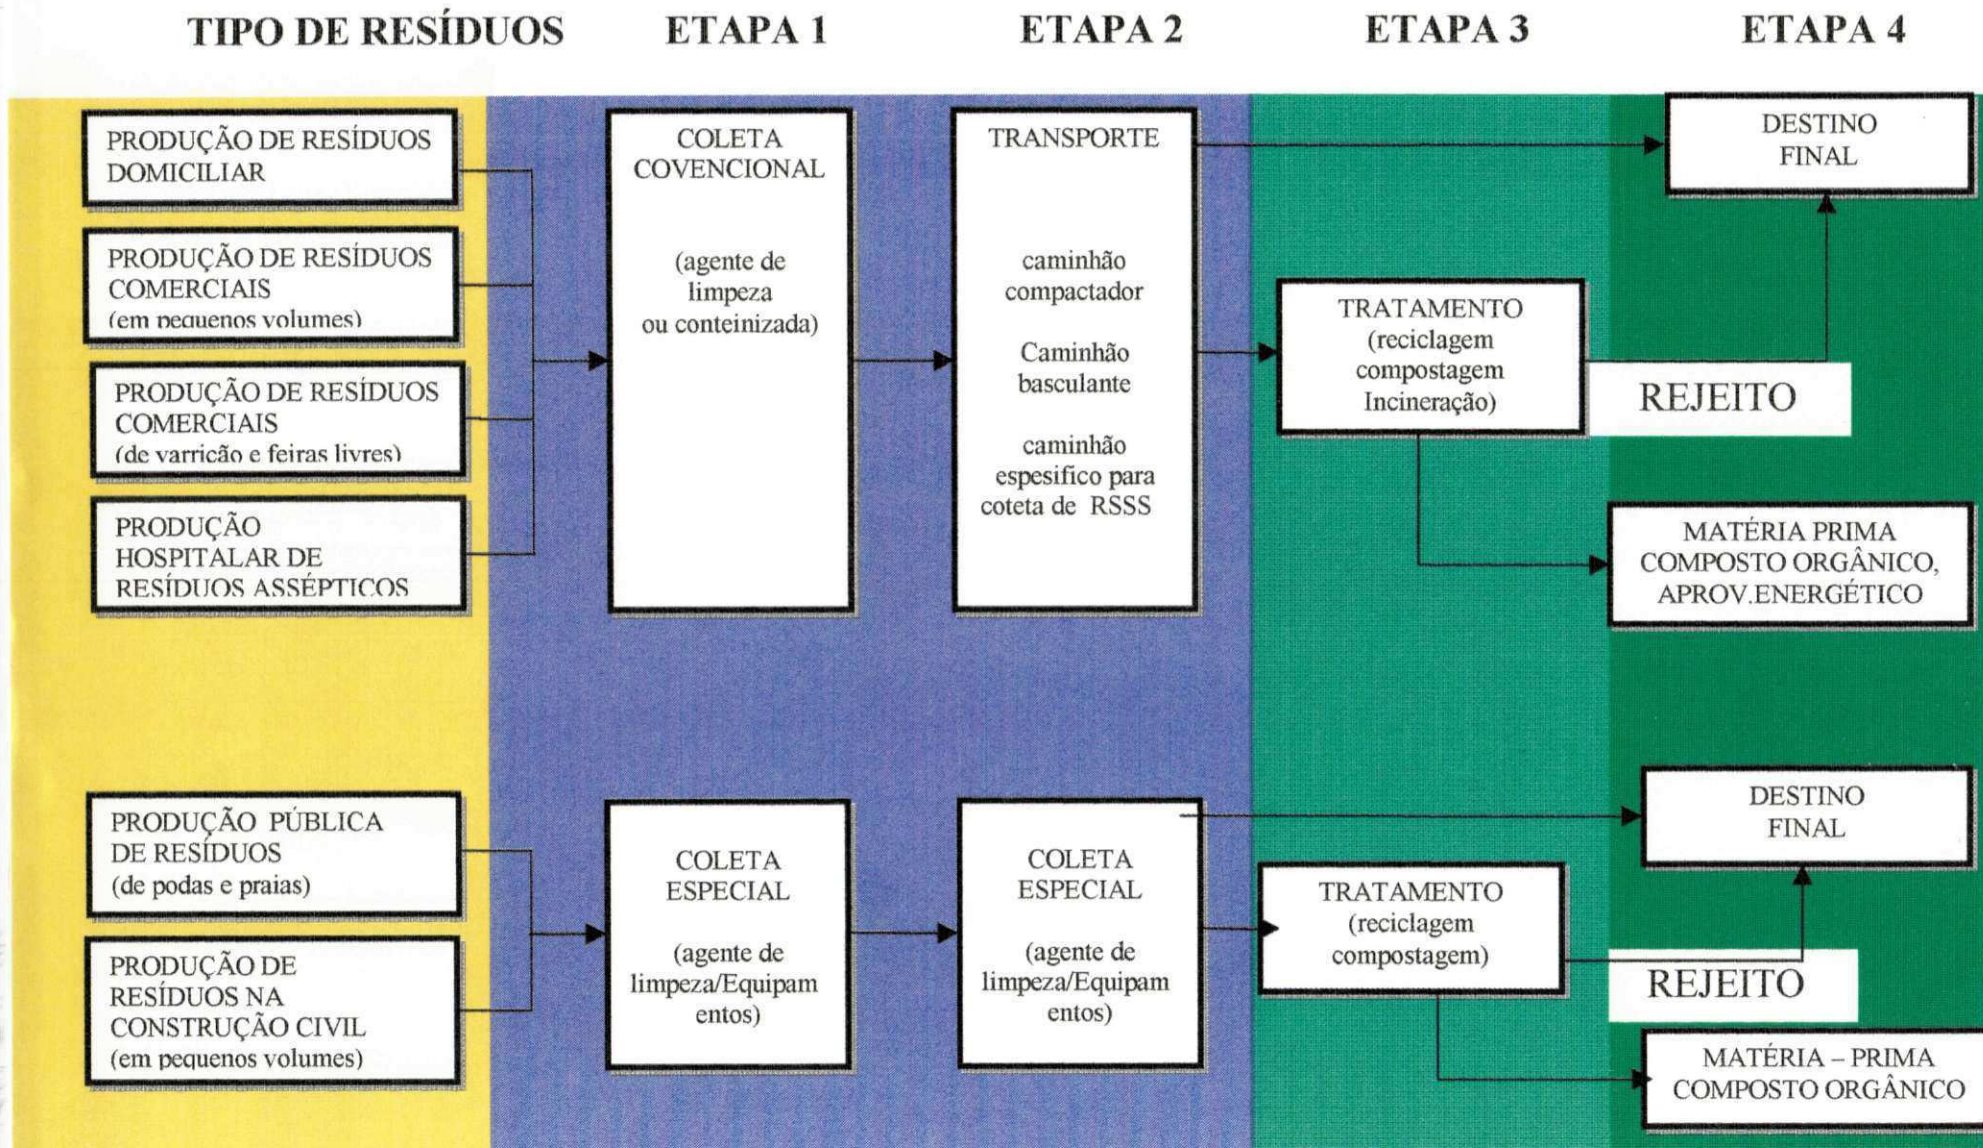 TIPO DE RESÍDUOS
ETAPA 1
ETAPA 2
ETAPA 3
ETAPA 4
PRODUÇÃO DE RESÍDUOS
DOMICILIAR
PRODUÇÃO DE RESÍDUOS
COMERCIAIS
(em pequenos volumes)
PRODUÇÃO DE RESÍDUOS
COMERCIAIS
(de varrição e feiras livres)
PRODUÇÃO
HOSPITALAR DE
RESÍDUOS ASSÉPTICOS
COLETA
COVENCIONAL
(agente de
limpeza
ou conteinizada)
TRANSPORTE
caminhão
compactador
Caminhão
basculante
caminhão
espesifico para
coteta de RSSS
TRATAMENTO
(reciclagem
compostagem
Incineração)
DESTINO
FINAL
REJEITO
MATÉRIA PRIMA
COMPOSTO ORGÂNICO,
APROV.ENERGÉTICO
PRODUÇÃO PÚBLICA
DE RESÍDUOS
(de podas e praias)
PRODUÇÃO DE
RESÍDUOS NA
CONSTRUÇÃO CIVIL
(em pequenos volumes)
COLETA
ESPECIAL
(agente de
limpeza/Equipam
entos)
COLETA
ESPECIAL
(agente de
limpeza/Equipam
entos)
TRATAMENTO
(reciclagem
compostagem)
DESTINO
FINAL
REJEITO
MATÉRIA – PRIMA
COMPOSTO ORGÂNICO